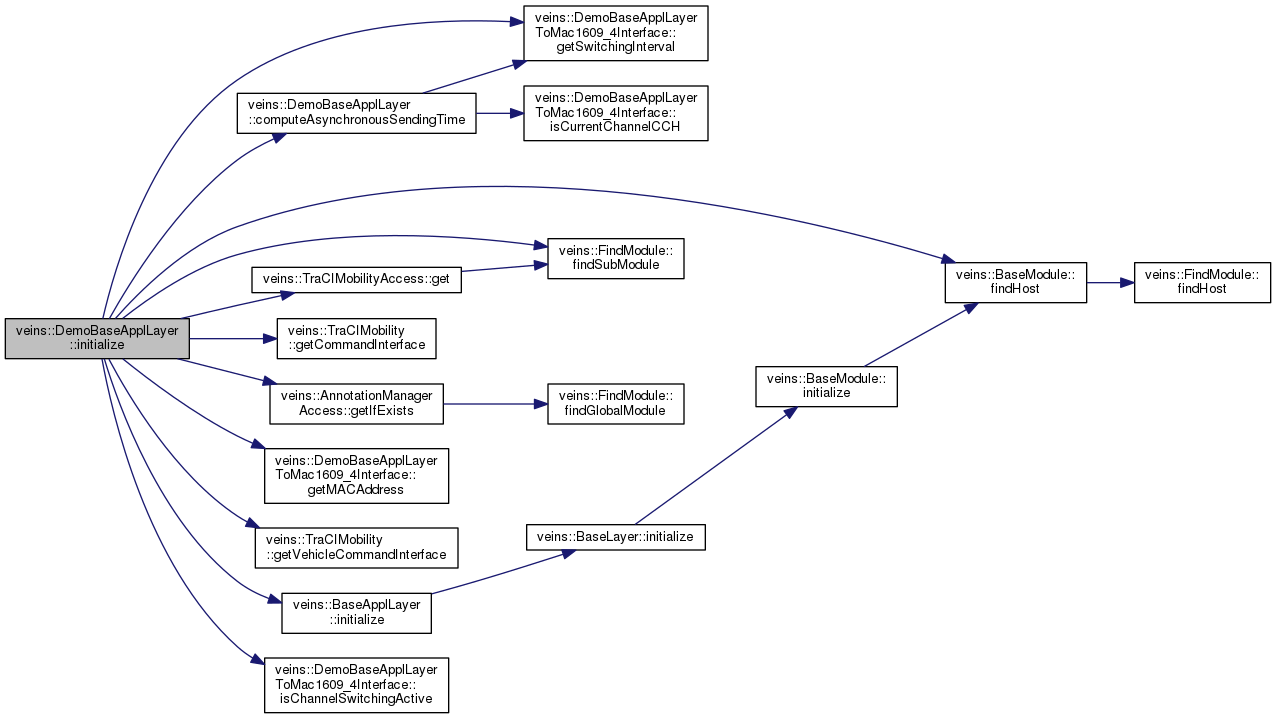 veins::DemoBaseApplLayer
::initialize
veins::DemoBaseApplLayer
ToMac1609_4Interface::
getSwitchingInterval
veins::DemoBaseApplLayer
::computeAsynchronousSendingTime
veins::DemoBaseApplLayer
ToMac1609_4Interface::
isCurrentChannelCCH
veins::FindModule::
findSubModule
veins::TraCIMobilityAccess::get
veins::BaseModule::
findHost
veins::FindModule::
findHost
veins::TraCIMobility
::getCommandInterface
veins::AnnotationManager
Access::getIfExists
veins::FindModule::
findGlobalModule
veins::BaseModule::
initialize
veins::DemoBaseApplLayer
ToMac1609_4Interface::
getMACAddress
veins::TraCIMobility
::getVehicleCommandInterface
veins::BaseLayer::initialize
veins::BaseApplLayer
::initialize
veins::DemoBaseApplLayer
ToMac1609_4Interface::
isChannelSwitchingActive